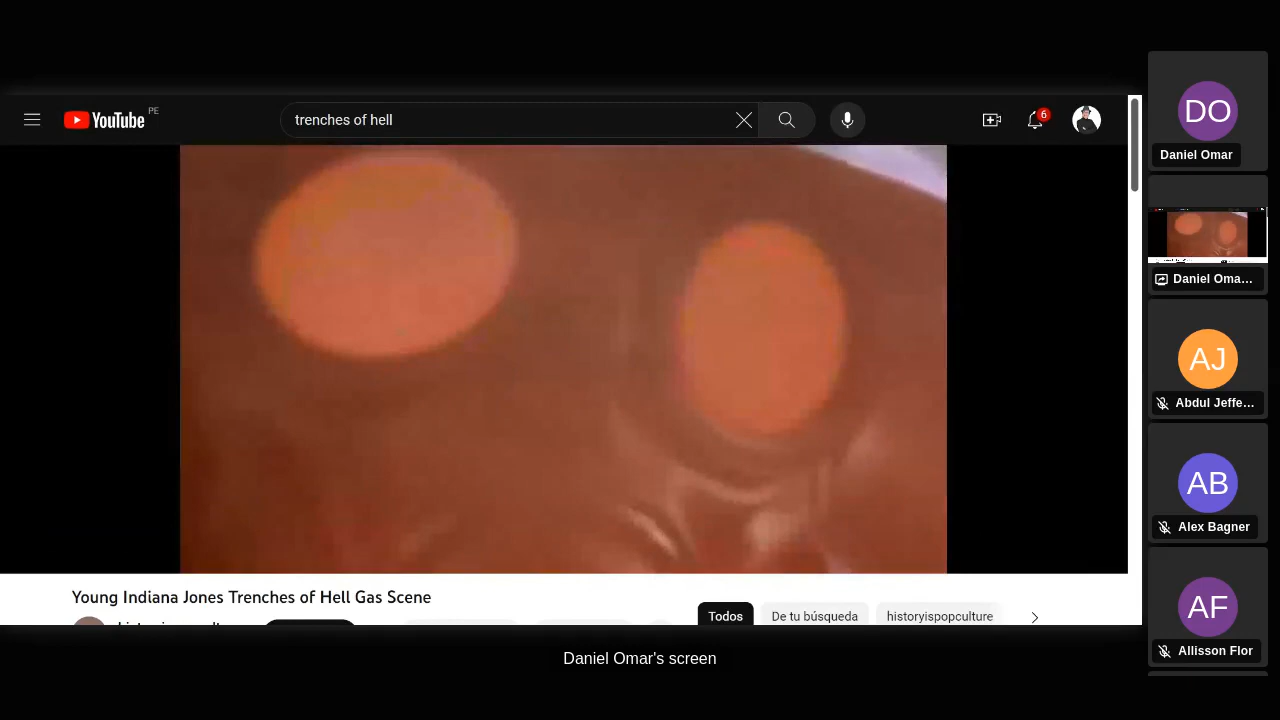 YouTube PE
trenches of hell
6
Young Indiana Jones Trenches of Hell Gas Scene
Todos
De tu búsqueda
historyispopculture
Daniel Omar's screen
DO
Daniel Omar
Daniel Oma...
AJ
Abdul Jeffe...
AB
Alex Bagner
AF
Allisson Flor